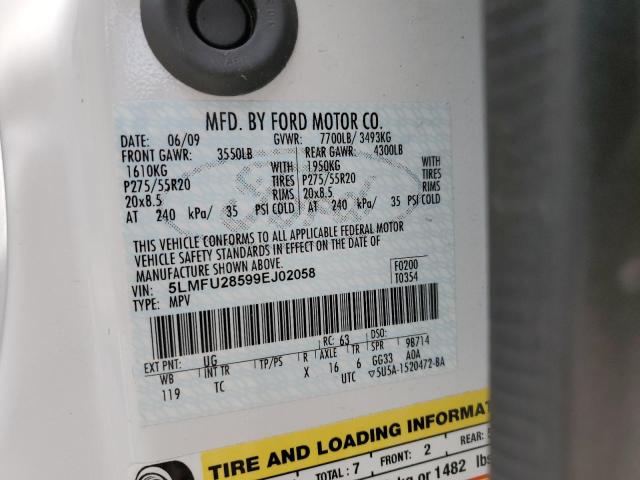 MFD. BY FORD MOTOR CO.
DATE: 06/09 GVWR: 7700LB/ 3493KG
FRONT GAWR: 3550LB REAR GAWR: 4300LB
1610KG WITH 1950KG WITH
P275/55R20 TIRES P275/55R20 TIRES
20x8.5 RIMS 20x8.5 RIMS
AT 240 kPa/ 35 PSI COLD AT 240 kPa/ 35 PSI COLD
THIS VEHICLE CONFORMS TO ALL APPLICABLE FEDERAL MOTOR
VEHICLE SAFETY STANDARDS IN EFFECT ON THE DATE OF
MANUFACTURE SHOWN ABOVE.
VIN: 5LMFU28599EJ02058 F0200
TYPE: MPV T0354
EXT PNT: UG RC: 63 DSO:
WB INT TR TP/PS R AXLE TR SPR 9B714
119 TC X 16 6 GG33 AOA
UTC ▽5U5A-1520472-BA
TIRE AND LOADING
TOTAL: 7 FRONT: 2 REAR:
kg or 1482 lbs